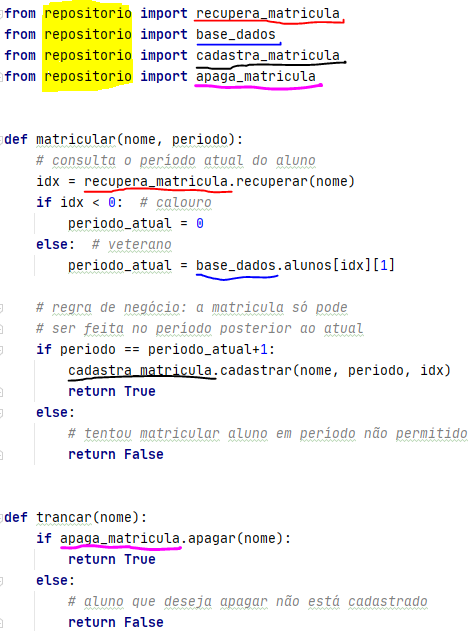 from repositorio import recupera_matricula
from repositorio import base_dados
from repositorio import cadastra_matricula
from repositorio import apaga_matricula
def matricular(nome, periodo):
# consulta o periodo atual do aluno
idx = recupera_matricula.recuperar(nome)
if idx < 0:  # calouro
periodo_atual = 0
else:  # veterano
periodo_atual = base_dados.alunos[idx][1]
# regra de negócio: a matricula só pode
# ser feita no periodo posterior ao atual
if periodo == periodo_atual+1:
cadastra_matricula.cadastrar(nome, periodo, idx)
return True
else:
# tentou matricular aluno em periodo não permitido
return False
def trancar(nome):
if apaga_matricula.apagar(nome):
return True
else:
# aluno que deseja apagar não está cadastrado
return False